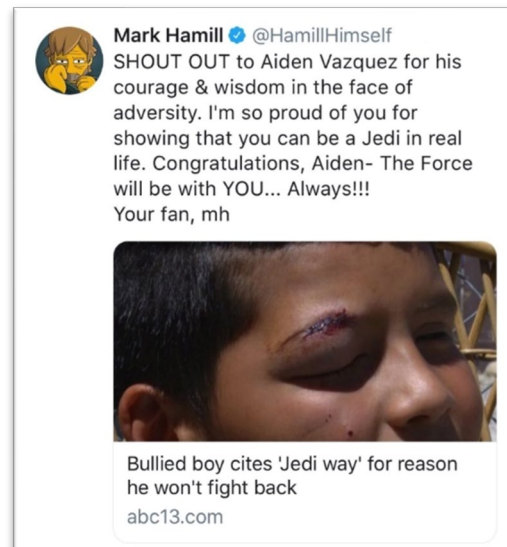 Mark Hamill @HamillHimself
SHOUT OUT to Aiden Vazquez for his
courage & wisdom in the face of
adversity. I'm so proud of you for
showing that you can be a Jedi in real
life. Congratulations, Aiden- The Force
will be with YOU... Always!!!
Your fan, mh
Bullied boy cites 'Jedi way' for reason
he won't fight back
abc13.com